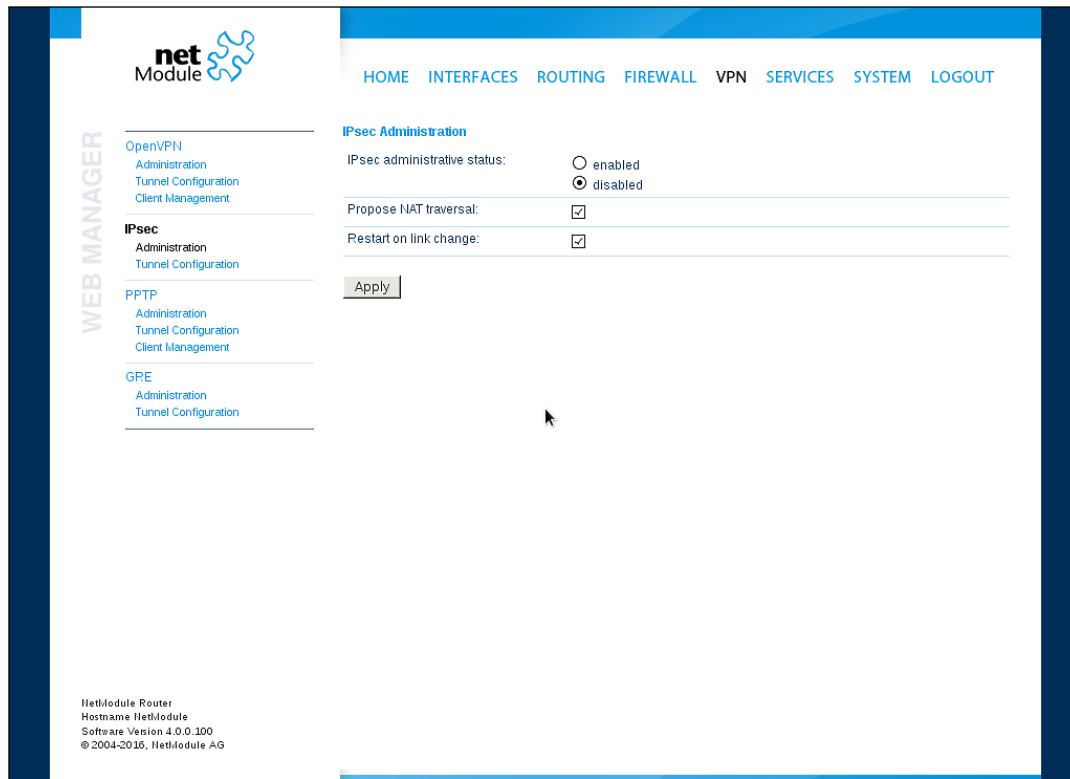 net
Module
HOME INTERFACES ROUTING FIREWALL VPN SERVICES SYSTEM LOGOUT
WEB MANAGER
OpenVPN
Administration
Tunnel Configuration
Client Management
IPsec
Administration
Tunnel Configuration
PPTP
Administration
Tunnel Configuration
Client Management
GRE
Administration
Tunnel Configuration
IPsec Administration
IPsec administrative status:
enabled
disabled
Propose NAT traversal:
Restart on link change:
Apply
NetModule Router
Hostname NetModule
Software Version 4.0.0.100
© 2004-2016, NetModule AG